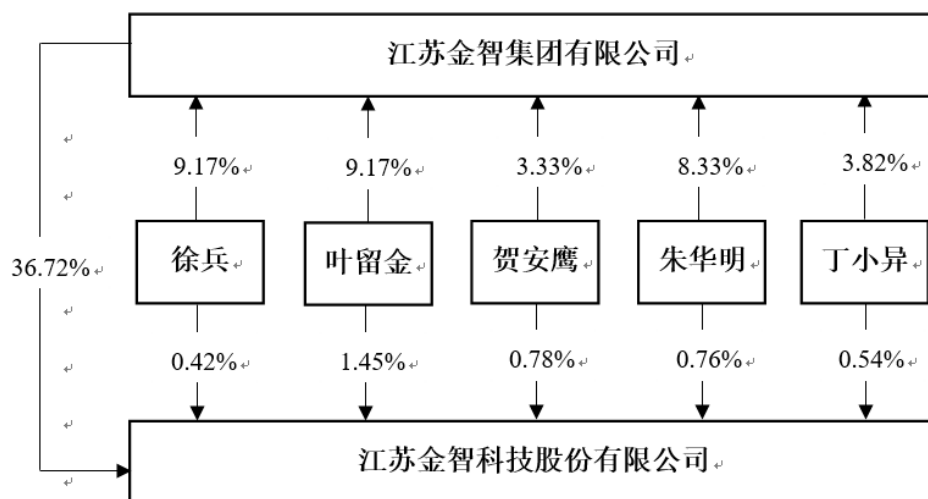 江苏金智集团有限公司
9.17% 9.17% 3.33% 8.33% 3.82%
徐兵 叶留金 贺安鹰 朱华明 丁小异
36.72%
0.42% 1.45% 0.78% 0.76% 0.54%
江苏金智科技股份有限公司